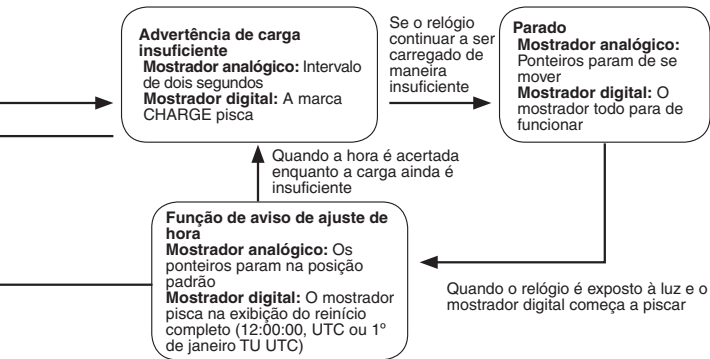 Advertência de carga
insuficiente
Mostrador analógico: Intervalo
de dois segundos
Mostrador digital: A marca
CHARGE pisca
Se o relógio
continuar a ser
carregado de
maneira
insuficiente
Parado
Mostrador analógico:
Ponteiros param de se
mover
Mostrador digital: O
mostrador todo para de
funcionar
Quando a hora é acertada
enquanto a carga ainda é
insuficiente
Função de aviso de ajuste de
hora
Mostrador analógico: Os
ponteiros param na posição
padrão
Mostrador digital: O mostrador
pisca na exibição do reinício
completo (12:00:00, UTC ou 1º
de janeiro TU UTC)
Quando o relógio é exposto à luz e o
mostrador digital começa a piscar